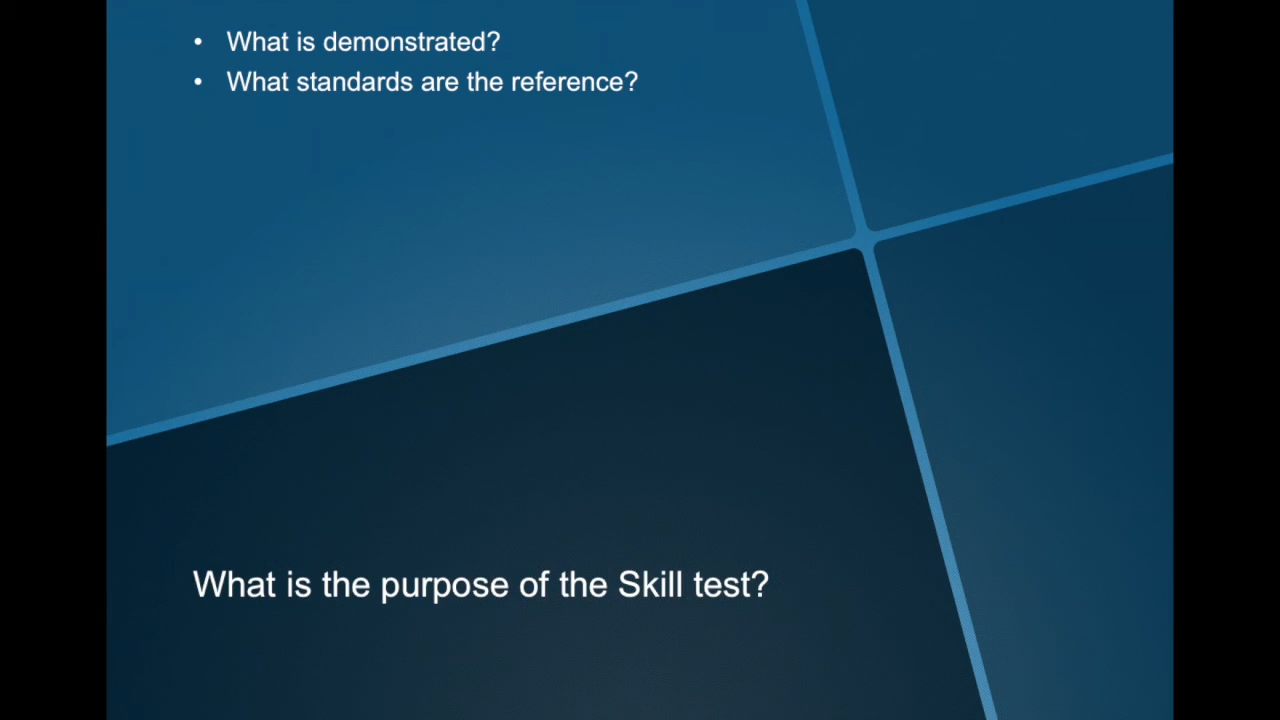 • What is demonstrated?
• What standards are the reference?
What is the purpose of the Skill test?